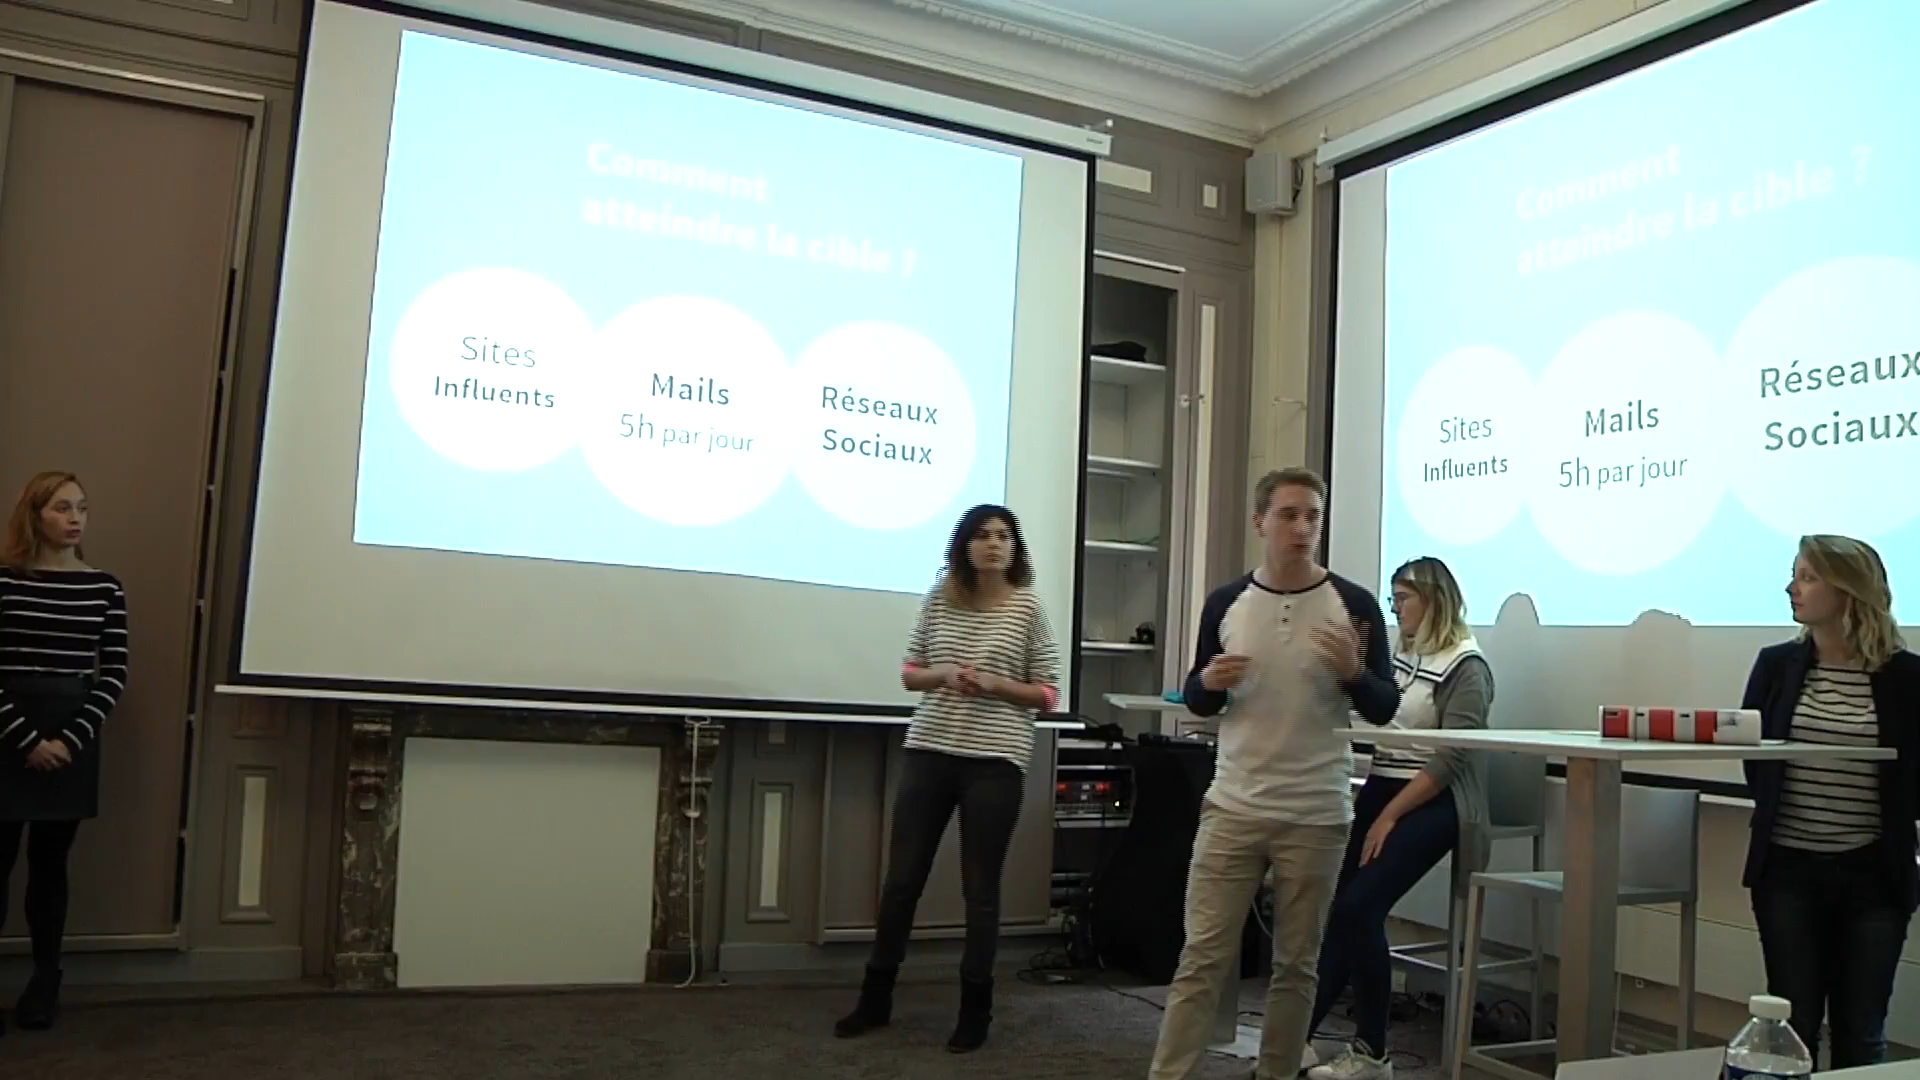 Comment
atteindre la cible ?
Sites
Influents
Mails
5h par jour
Réseaux
Sociaux
Comment
atteindre la cible ?
Sites
Influents
Mails
5h par jour
Réseaux
Sociaux